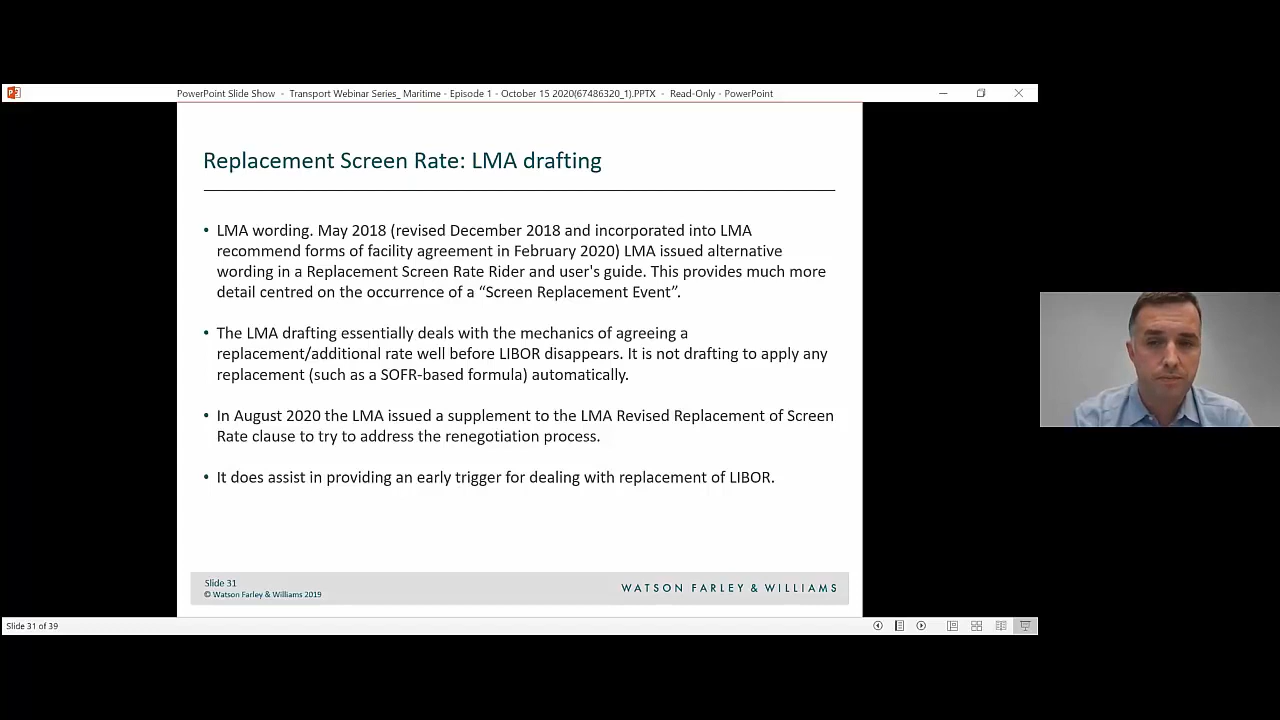 PowerPoint Slide Show - Transport Webinar Series_ Maritime - Episode 1 - October 15 2020(67486320_1).PPTX - Read-Only - PowerPoint
Replacement Screen Rate: LMA drafting
• LMA wording. May 2018 (revised December 2018 and incorporated into LMA
recommend forms of facility agreement in February 2020) LMA issued alternative
wording in a Replacement Screen Rate Rider and user's guide. This provides much more
detail centred on the occurrence of a “Screen Replacement Event”.
• The LMA drafting essentially deals with the mechanics of agreeing a
replacement/additional rate well before LIBOR disappears. It is not drafting to apply any
replacement (such as a SOFR-based formula) automatically.
• In August 2020 the LMA issued a supplement to the LMA Revised Replacement of Screen
Rate clause to try to address the renegotiation process.
• It does assist in providing an early trigger for dealing with replacement of LIBOR.
Slide 31
© Watson Farley & Williams 2019
WATSON FARLEY & WILLIAMS
Slide 31 of 39